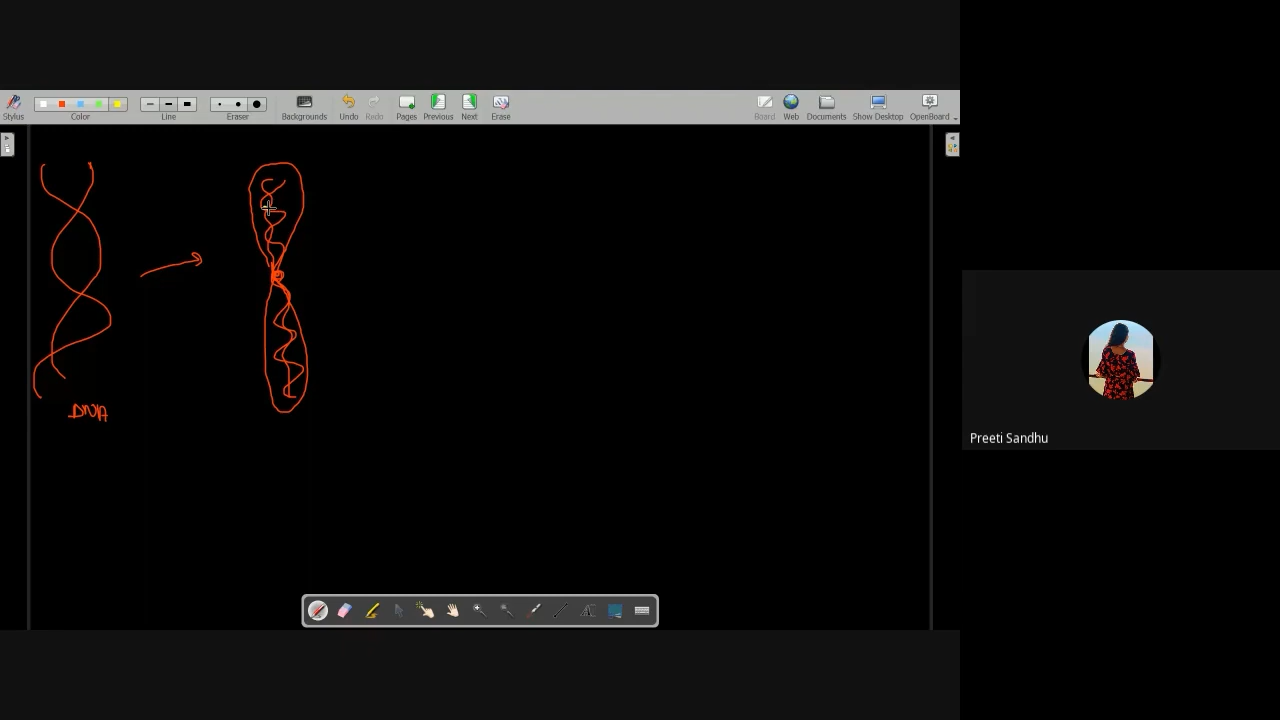 Stylus
Color
Line
Eraser
Backgrounds
Undo
Redo
Pages
Previous
Next
Erase
Board
Web
Documents
Show Desktop
OpenBoard
DNA
Preeti Sandhu